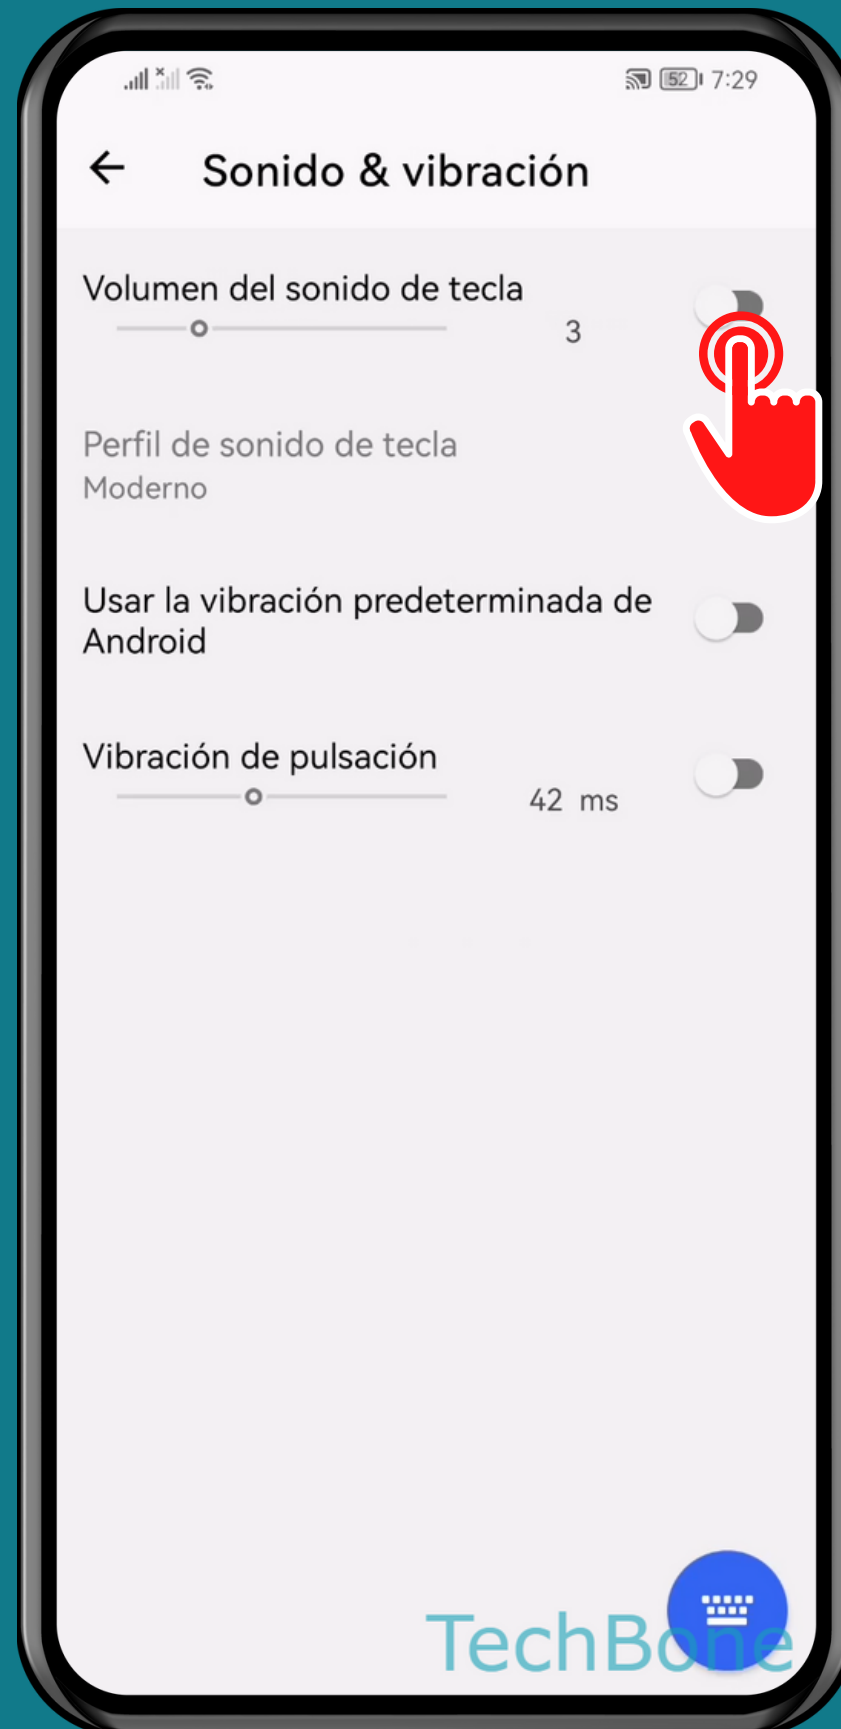 52 7:29
Sonido & vibración
Volumen del sonido de tecla
3
Perfil de sonido de tecla
Moderno
Usar la vibración predeterminada de
Android
Vibración de pulsación
42 ms
TechBone